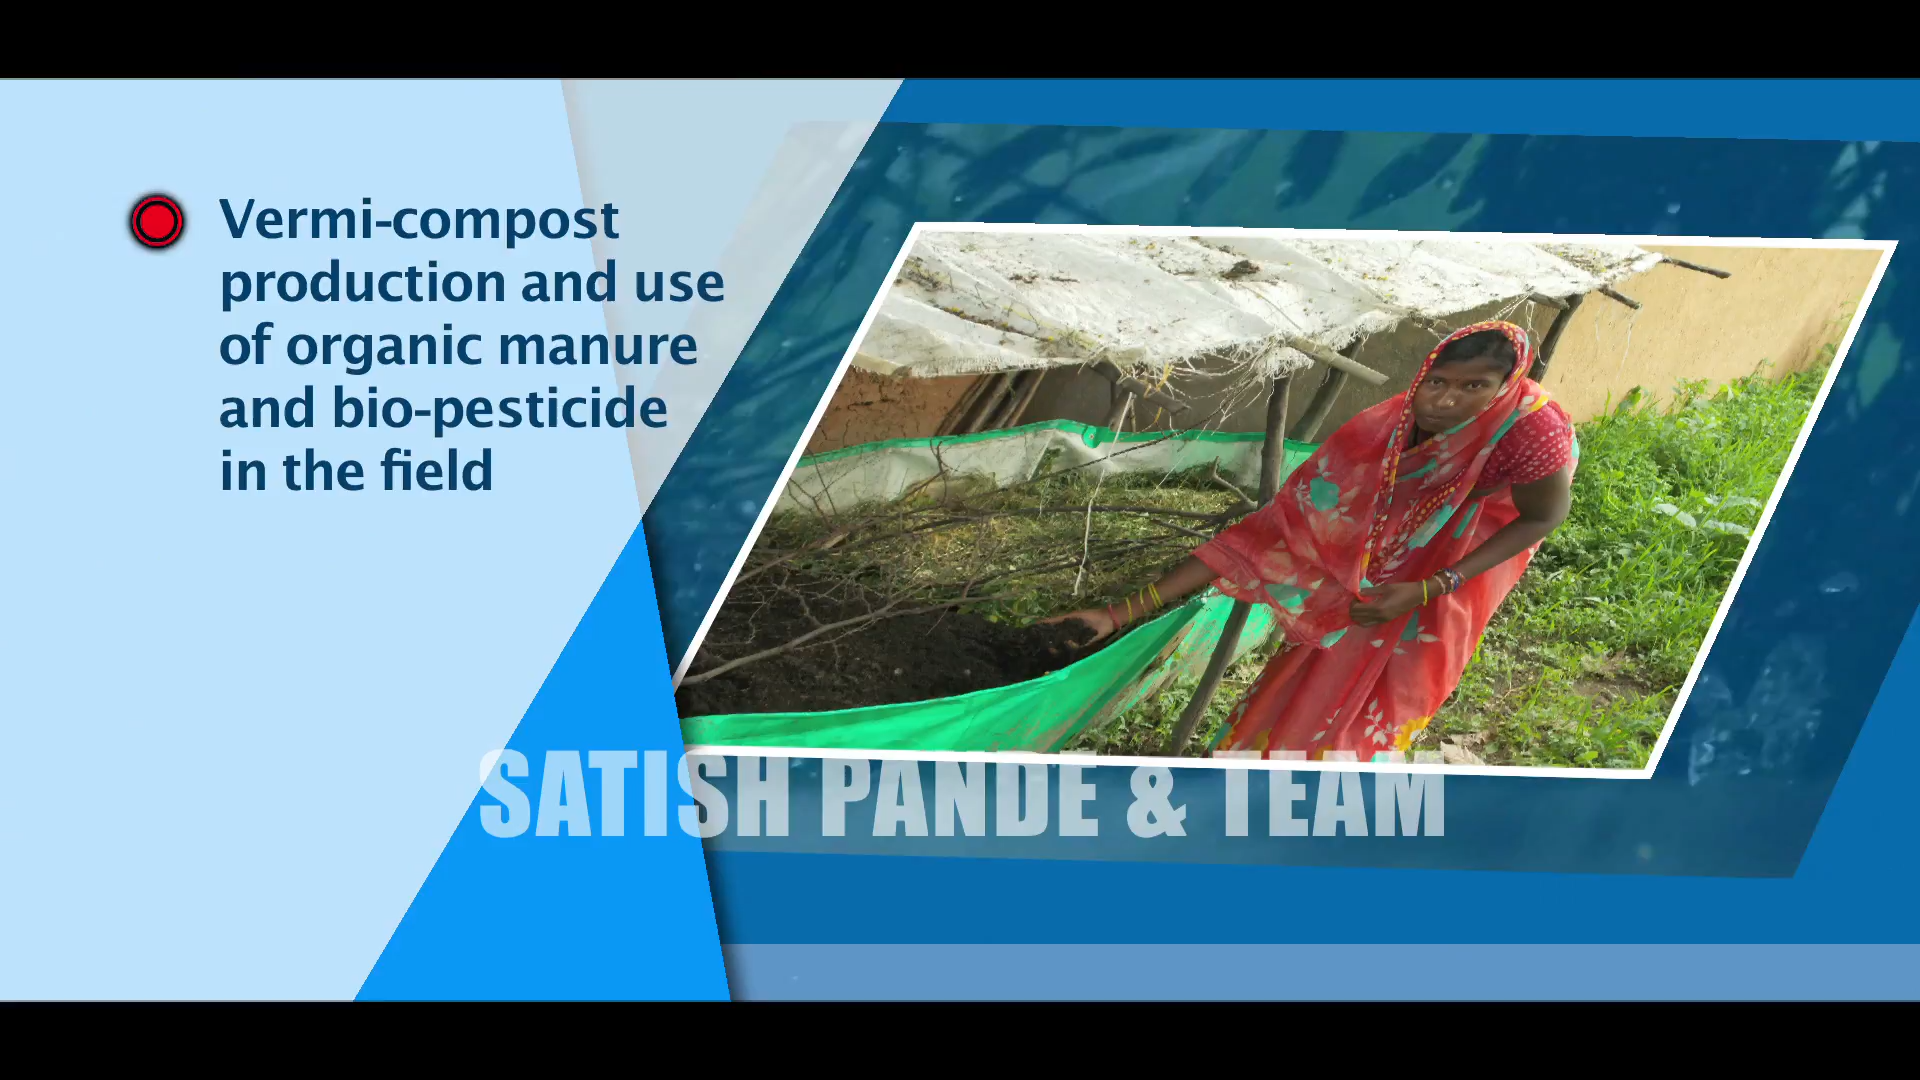 Vermi-compost
production and use
of organic manure
and bio-pesticide
in the field
SATISH PANDE & TEAM